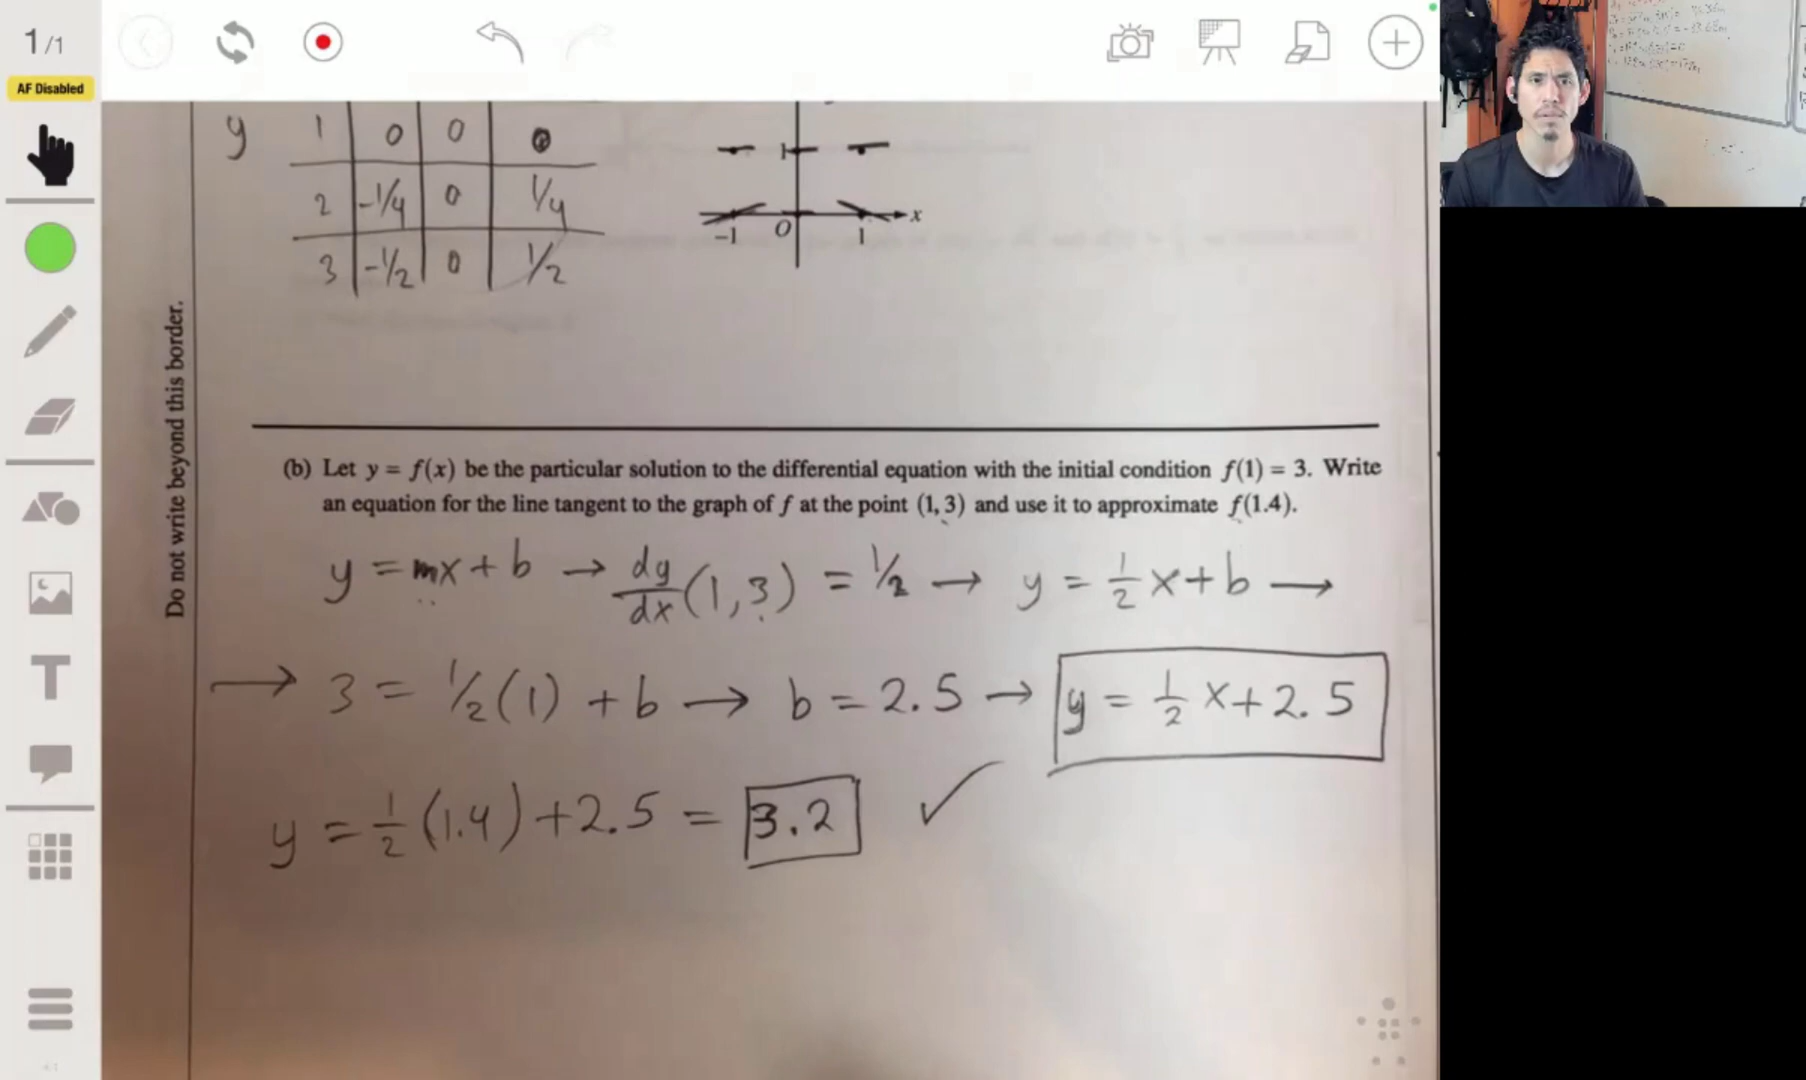 1/1
AF Disabled
y 1 0 0 0
2 -1/4 0 1/4
3 -1/2 0 1/2
-1 O 1 x
Do not write beyond this border.
(b) Let y = f(x) be the particular solution to the differential equation with the initial condition f(1) = 3. Write
an equation for the line tangent to the graph of f at the point (1, 3) and use it to approximate f(1.4).
y = mx + b → dy/dx (1, 3) = 1/2 → y = 1/2 x + b →
→ 3 = 1/2 (1) + b → b = 2.5 → y = 1/2 x + 2.5
y = 1/2 (1.4) + 2.5 = 3.2 ✓
T